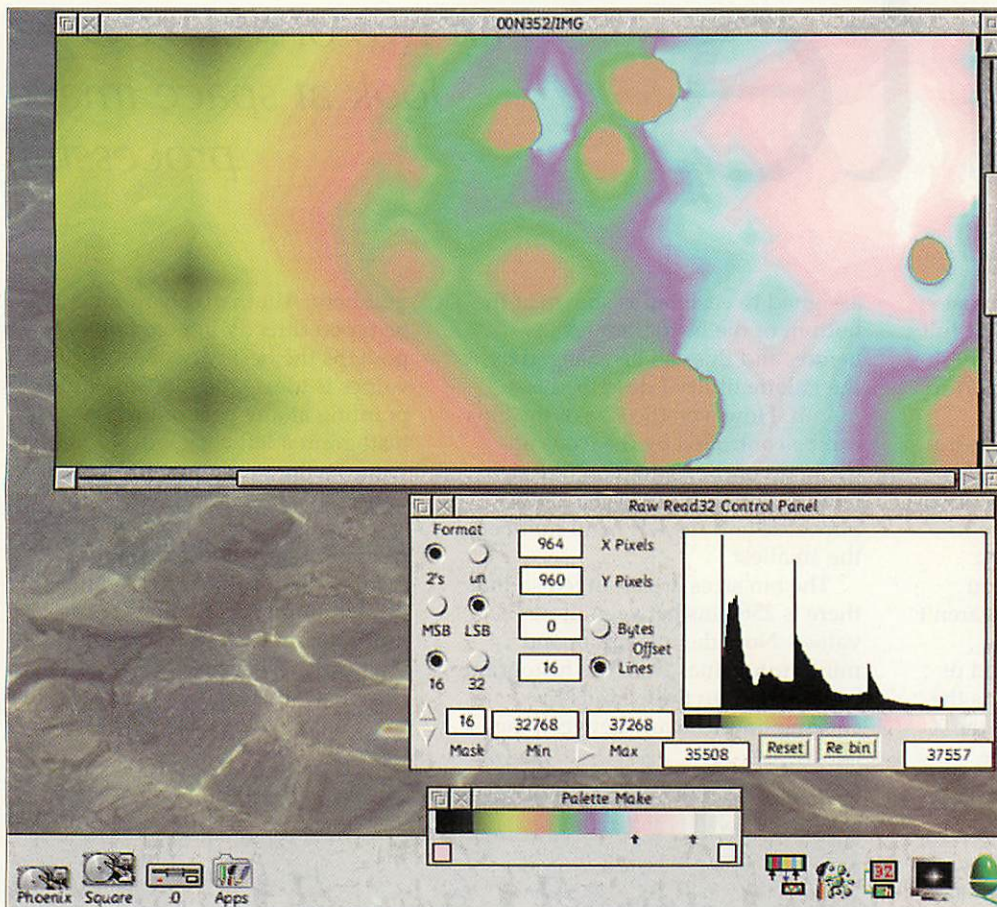 00N352/IMG
Raw Read32 Control Panel
Format
2's un
964 X Pixels
960 Y Pixels
MSB LSB
0 Bytes
Offset
16 Lines
16 32
16 32768 37268
Mask Min Max
35508 Reset Re bin 37557
Palette Make
32
Phoenix Square :0 Apps